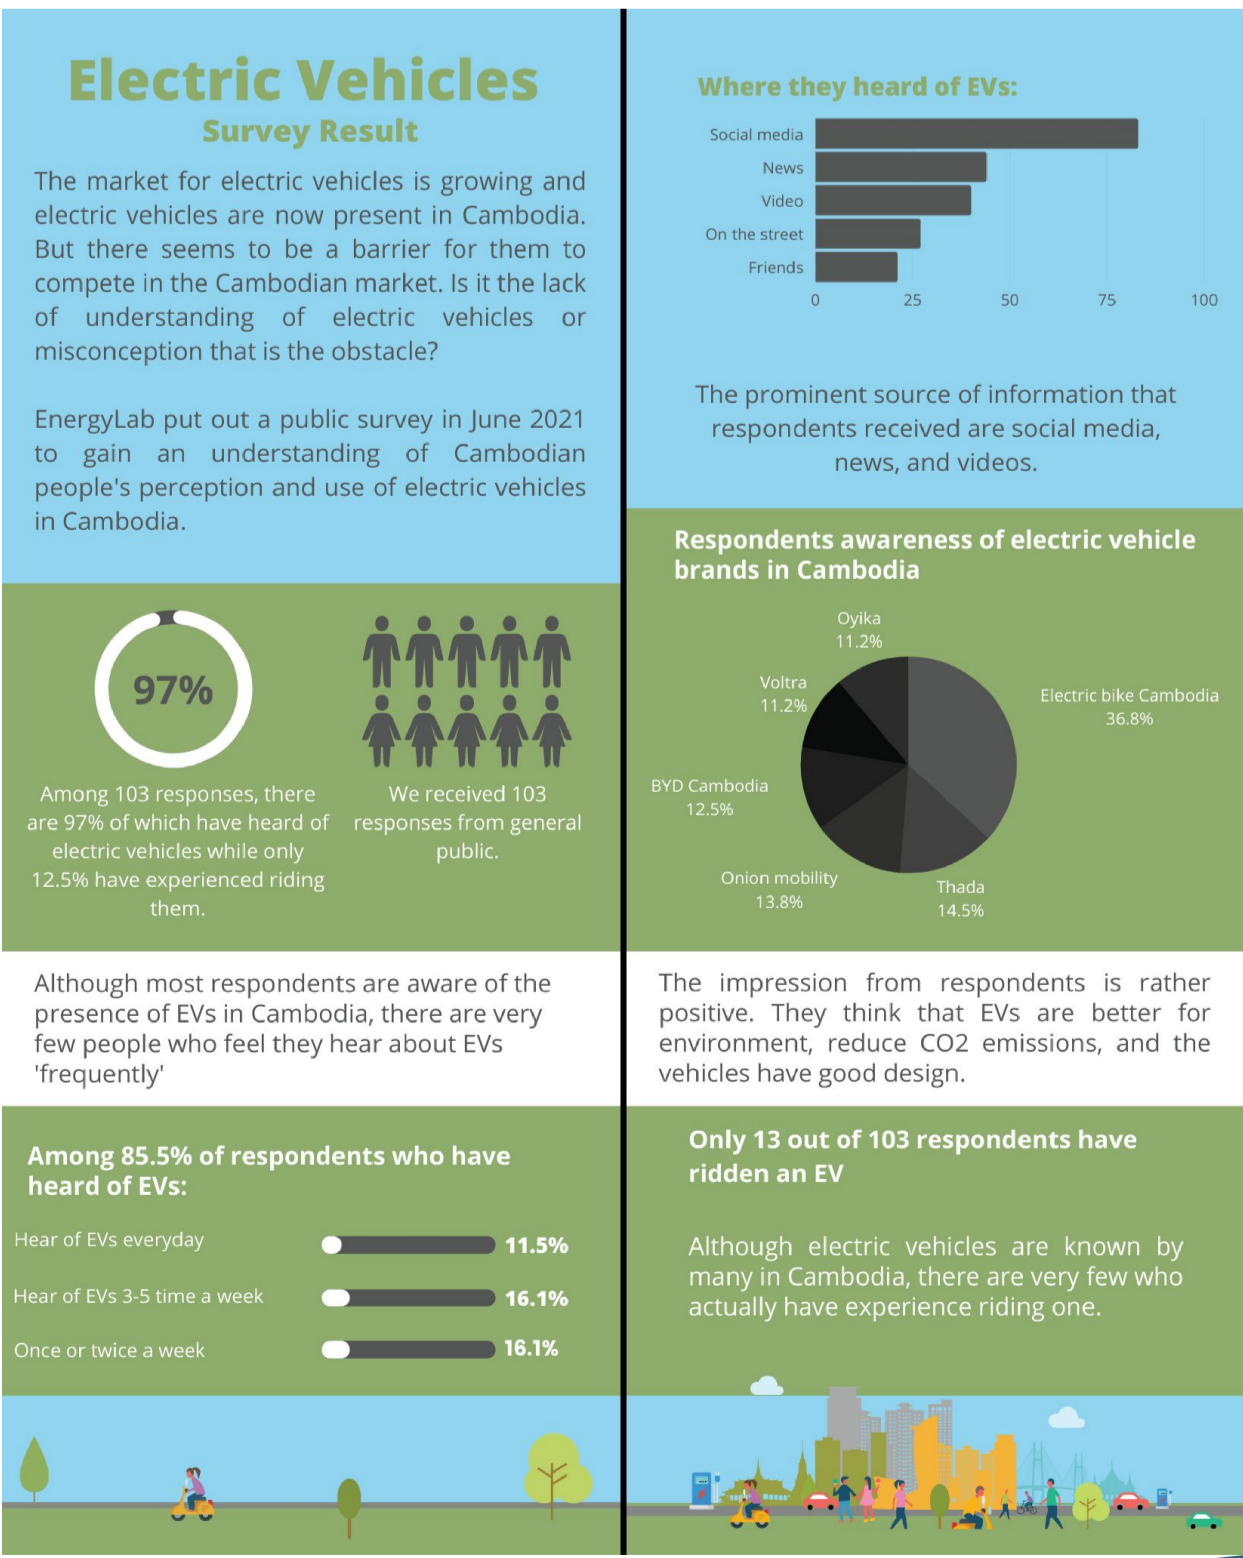 Electric Vehicles
Survey Result
The market for electric vehicles is growing and
electric vehicles are now present in Cambodia.
But there seems to be a barrier for them to
compete in the Cambodian market. Is it the lack
of understanding of electric vehicles or
misconception that is the obstacle?
EnergyLab put out a public survey in June 2021
to gain an understanding of Cambodian
people's perception and use of electric vehicles
in Cambodia.
97%
Among 103 responses, there
are 97% of which have heard of
electric vehicles while only
12.5% have experienced riding
them.
We received 103
responses from general
public.
Although most respondents are aware of the
presence of EVs in Cambodia, there are very
few people who feel they hear about EVs
'frequently'
Among 85.5% of respondents who have
heard of EVs:
Hear of EVs everyday 11.5%
Hear of EVs 3-5 time a week 16.1%
Once or twice a week 16.1%
Where they heard of EVs:
Social media
News
Video
On the street
Friends
0 25 50 75 100
The prominent source of information that
respondents received are social media,
news, and videos.
Respondents awareness of electric vehicle
brands in Cambodia
Oyika
11.2%
Voltra
11.2%
Electric bike Cambodia
36.8%
BYD Cambodia
12.5%
Onion mobility
13.8%
Thada
14.5%
The impression from respondents is rather
positive. They think that EVs are better for
environment, reduce CO2 emissions, and the
vehicles have good design.
Only 13 out of 103 respondents have
ridden an EV
Although electric vehicles are known by
many in Cambodia, there are very few who
actually have experience riding one.